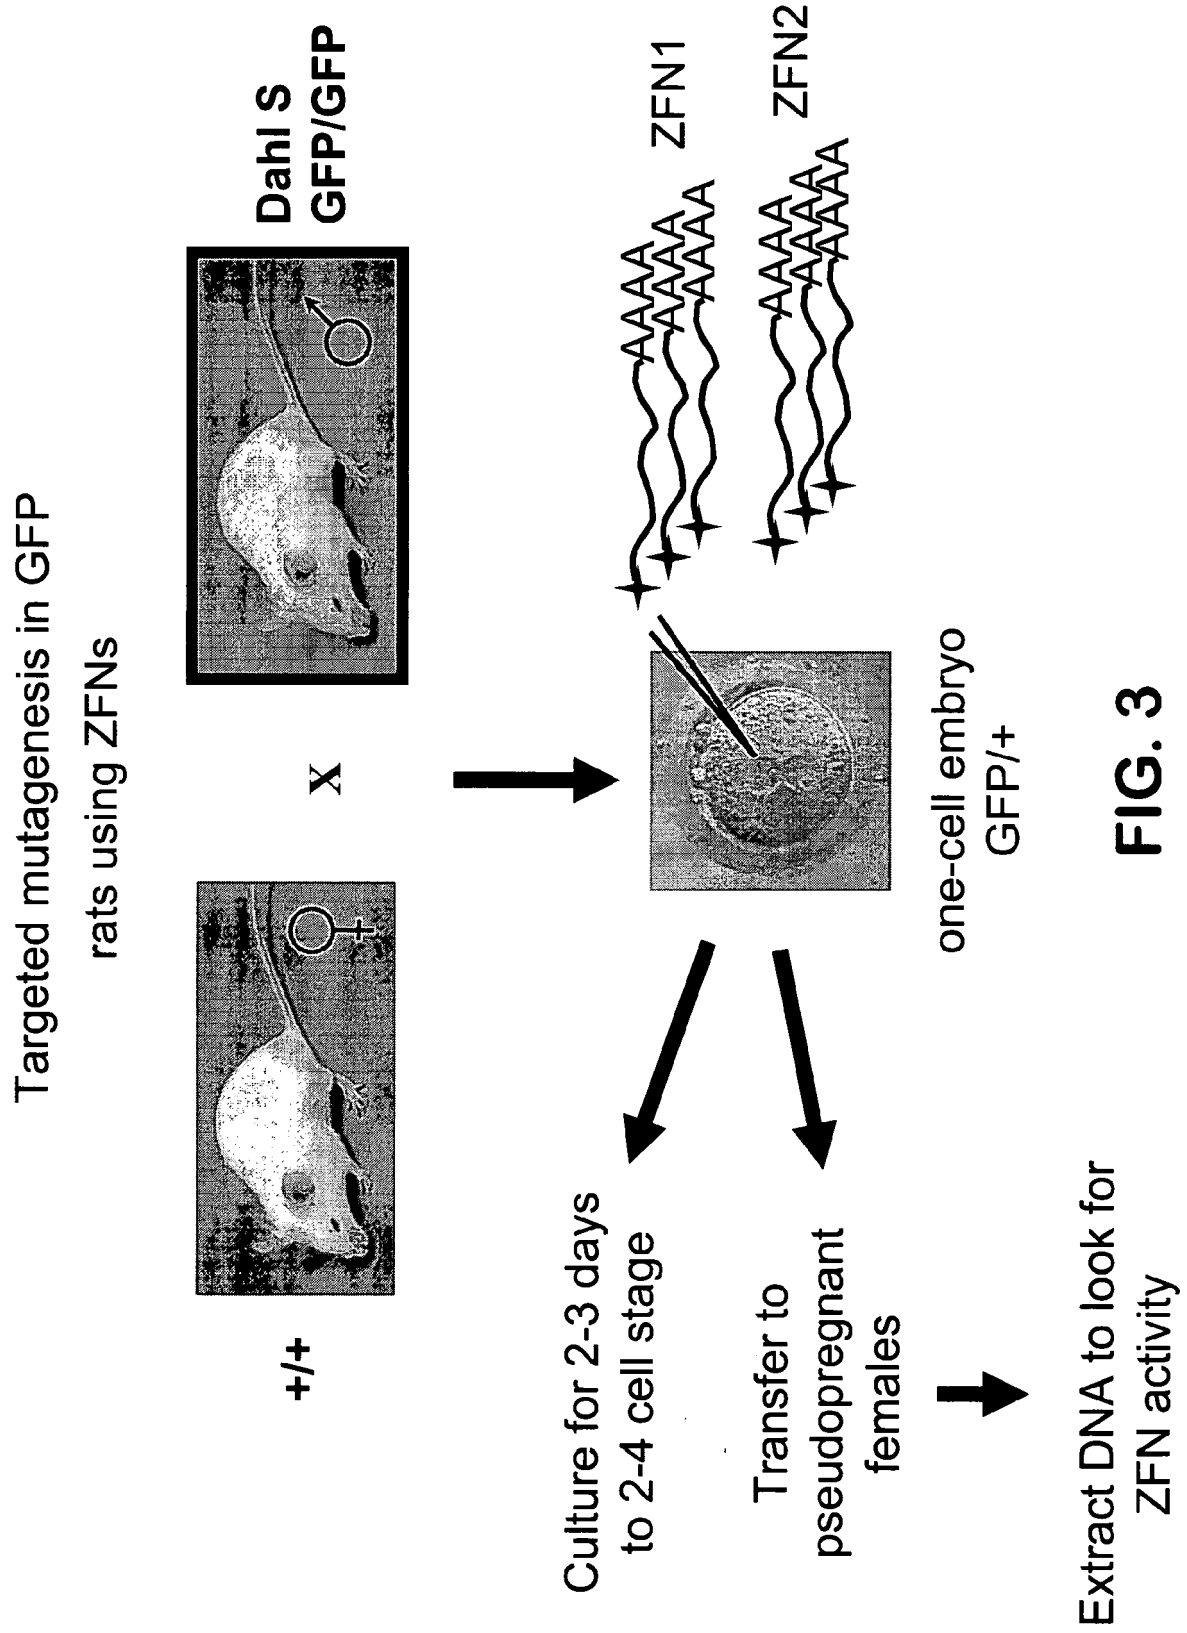 Targeted mutagenesis in GFP
rats using ZFNs
+/+
X
Dahl S
GFP/GFP
AAAA
AAAA
AAAA
ZFN1
AAAA
AAAA
AAAA
ZFN2
one-cell embryo
GFP/+
Culture for 2-3 days
to 2-4 cell stage
Transfer to
pseudopregnant
females
Extract DNA to look for
ZFN activity
FIG. 3